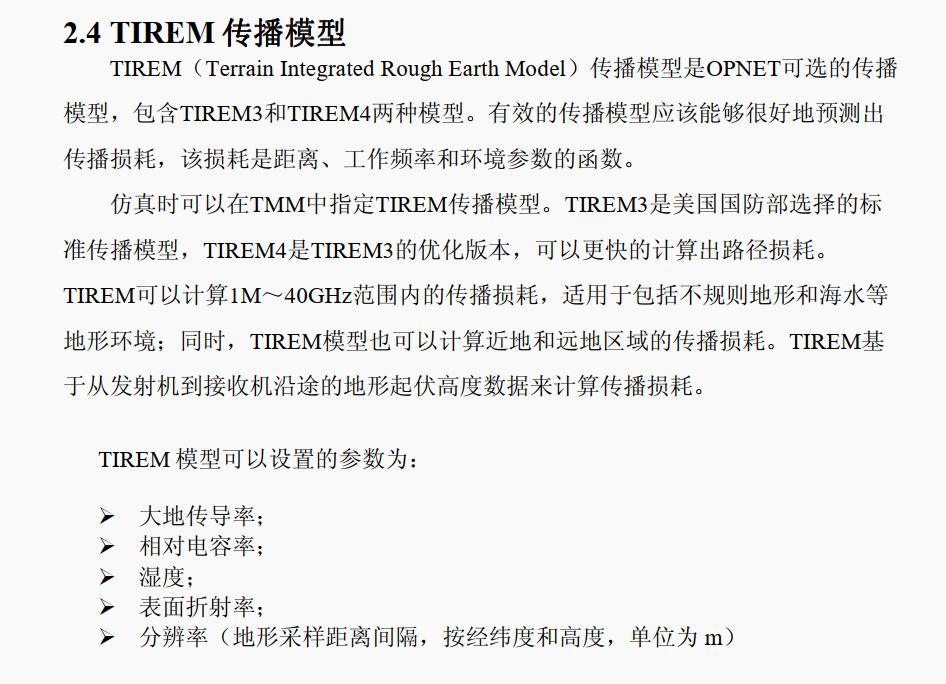 2.4 TIREM 传播模型
TIREM（Terrain Integrated Rough Earth Model）传播模型是OPNET可选的传播
模型，包含TIREM3和TIREM4两种模型。有效的传播模型应该能够很好地预测出
传播损耗，该损耗是距离、工作频率和环境参数的函数。
仿真时可以在TMM中指定TIREM传播模型。TIREM3是美国国防部选择的标
准传播模型，TIREM4是TIREM3的优化版本，可以更快的计算出路径损耗。
TIREM可以计算1M～40GHz范围内的传播损耗，适用于包括不规则地形和海水等
地形环境；同时，TIREM模型也可以计算近地和远地区域的传播损耗。TIREM基
于从发射机到接收机沿途的地形起伏高度数据来计算传播损耗。
TIREM 模型可以设置的参数为：
➢ 大地传导率；
➢ 相对电容率；
➢ 湿度；
➢ 表面折射率；
➢ 分辨率（地形采样距离间隔，按经纬度和高度，单位为 m）